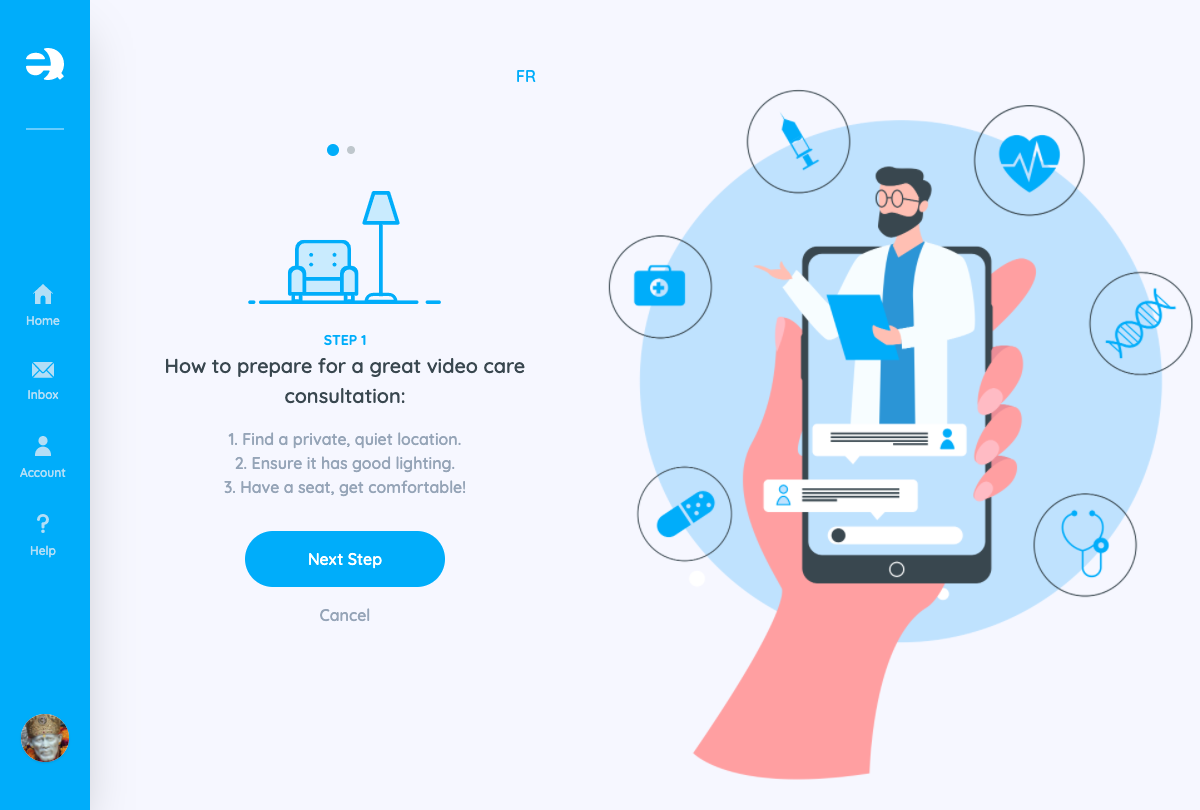 FR
Home
Inbox
Account
Help
STEP 1
How to prepare for a great video care
consultation:
1. Find a private, quiet location.
2. Ensure it has good lighting.
3. Have a seat, get comfortable!
Next Step
Cancel